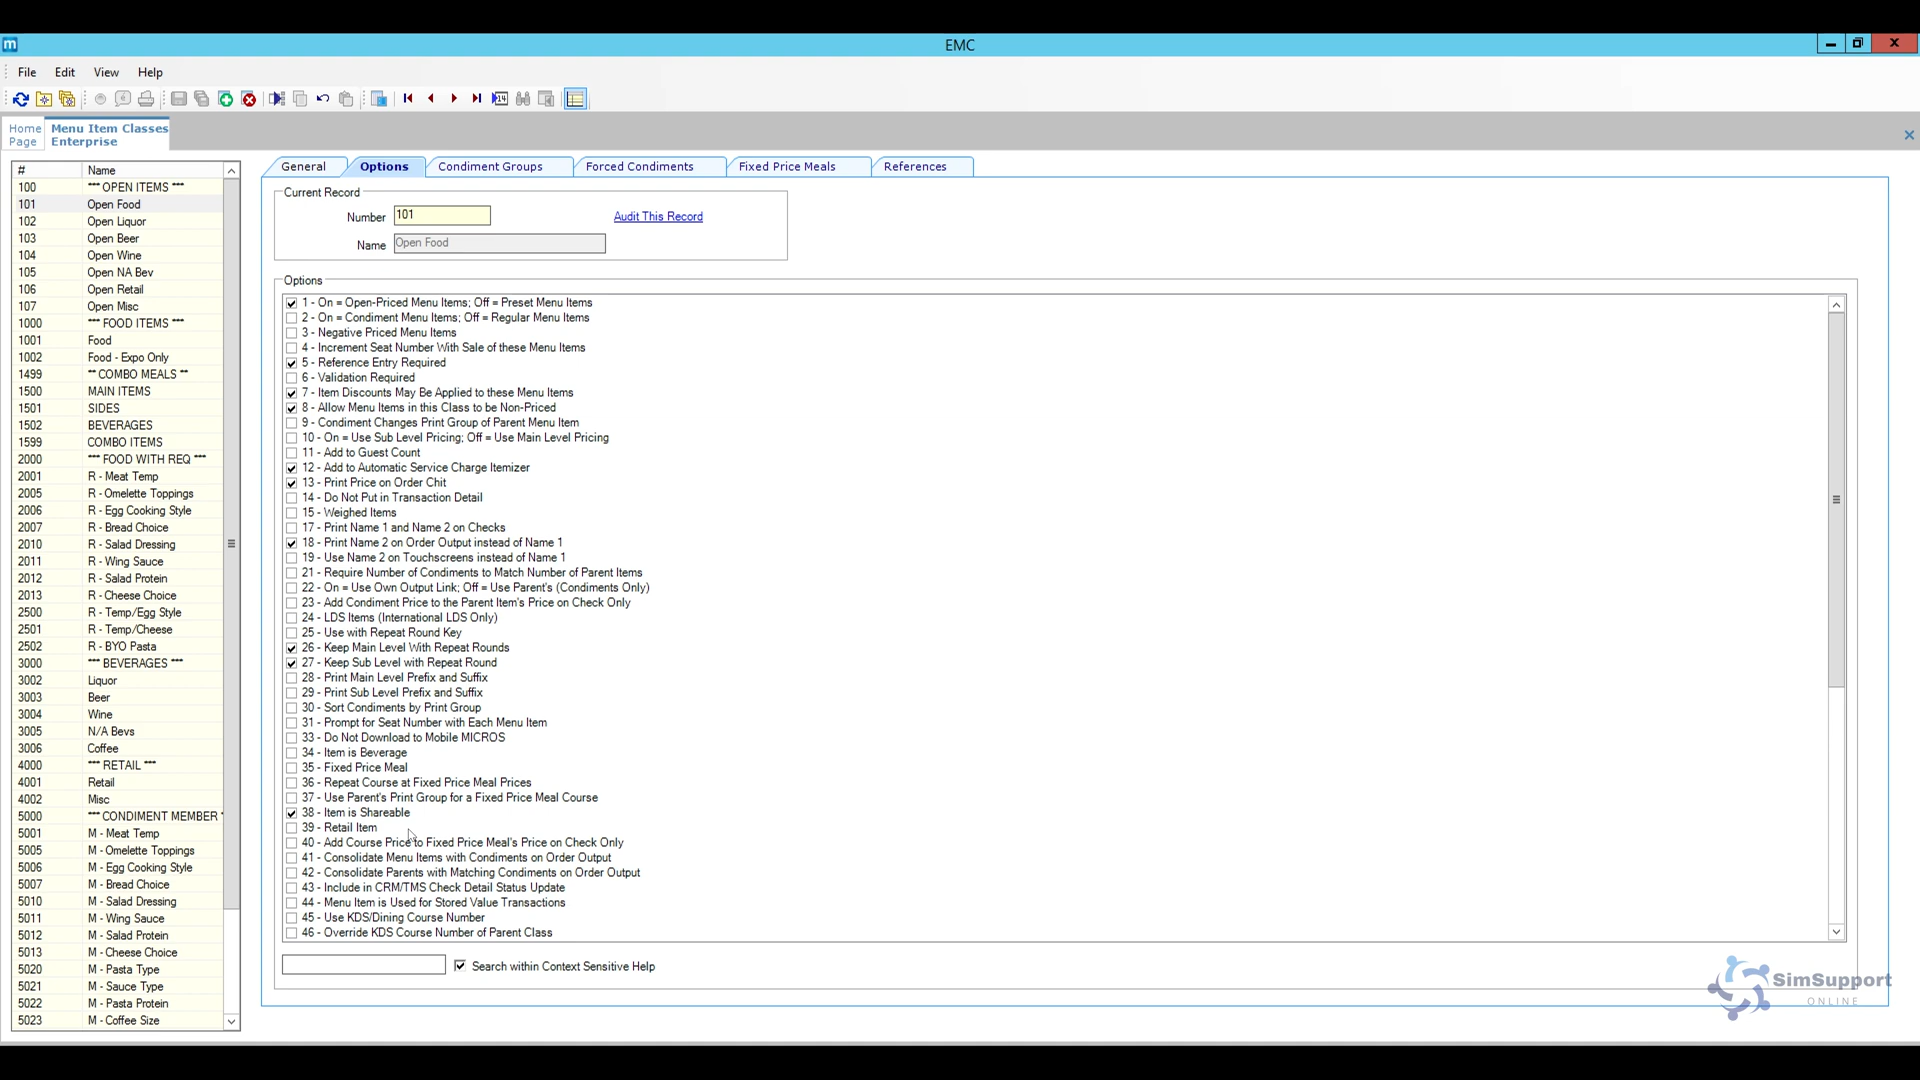 EMC
File Edit View Help
Home Page
Menu Item Classes Enterprise
# Name
100 *** OPEN ITEMS ***
101 Open Food
102 Open Liquor
103 Open Beer
104 Open Wine
105 Open NA Bev
106 Open Retail
107 Open Misc
1000 *** FOOD ITEMS ***
1001 Food
1002 Food - Expo Only
1499 ** COMBO MEALS **
1500 MAIN ITEMS
1501 SIDES
1502 BEVERAGES
1599 COMBO ITEMS
2000 *** FOOD WITH REQ ***
2001 R - Meat Temp
2005 R - Omelette Toppings
2006 R - Egg Cooking Style
2007 R - Bread Choice
2010 R - Salad Dressing
2011 R - Wing Sauce
2012 R - Salad Protein
2013 R - Cheese Choice
2500 R - Temp/Egg Style
2501 R - Temp/Cheese
2502 R - BYO Pasta
3000 *** BEVERAGES ***
3002 Liquor
3003 Beer
3004 Wine
3005 N/A Bevs
3006 Coffee
4000 *** RETAIL ***
4001 Retail
4002 Misc
5000 *** CONDIMENT MEMBER *
5001 M - Meat Temp
5005 M - Omelette Toppings
5006 M - Egg Cooking Style
5007 M - Bread Choice
5010 M - Salad Dressing
5011 M - Wing Sauce
5012 M - Salad Protein
5013 M - Cheese Choice
5020 M - Pasta Type
5021 M - Sauce Type
5022 M - Pasta Protein
5023 M - Coffee Size
General Options Condiment Groups Forced Condiments Fixed Price Meals References
Current Record
Number 101 Audit This Record
Name Open Food
Options
1 - On = Open-Priced Menu Items; Off = Preset Menu Items
2 - On = Condiment Menu Items; Off = Regular Menu Items
3 - Negative Priced Menu Items
4 - Increment Seat Number With Sale of these Menu Items
5 - Reference Entry Required
6 - Validation Required
7 - Item Discounts May Be Applied to these Menu Items
8 - Allow Menu Items in this Class to be Non-Priced
9 - Condiment Changes Print Group of Parent Menu Item
10 - On = Use Sub Level Pricing; Off = Use Main Level Pricing
11 - Add to Guest Count
12 - Add to Automatic Service Charge Itemizer
13 - Print Price on Order Chit
14 - Do Not Put in Transaction Detail
15 - Weighed Items
17 - Print Name 1 and Name 2 on Checks
18 - Print Name 2 on Order Output instead of Name 1
19 - Use Name 2 on Touchscreens instead of Name 1
21 - Require Number of Condiments to Match Number of Parent Items
22 - On = Use Own Output Link; Off = Use Parent's (Condiments Only)
23 - Add Condiment Price to the Parent Item's Price on Check Only
24 - LDS Items (International LDS Only)
25 - Use with Repeat Round Key
26 - Keep Main Level With Repeat Rounds
27 - Keep Sub Level with Repeat Round
28 - Print Main Level Prefix and Suffix
29 - Print Sub Level Prefix and Suffix
30 - Sort Condiments by Print Group
31 - Prompt for Seat Number with Each Menu Item
33 - Do Not Download to Mobile MICROS
34 - Item is Beverage
35 - Fixed Price Meal
36 - Repeat Course at Fixed Price Meal Prices
37 - Use Parent's Print Group for a Fixed Price Meal Course
38 - Item is Shareable
39 - Retail Item
40 - Add Course Price to Fixed Price Meal's Price on Check Only
41 - Consolidate Menu Items with Condiments on Order Output
42 - Consolidate Parents with Matching Condiments on Order Output
43 - Include in CRM/TMS Check Detail Status Update
44 - Menu Item is Used for Stored Value Transactions
45 - Use KDS/Dining Course Number
46 - Override KDS Course Number of Parent Class
Search within Context Sensitive Help
SimSupport
ONLINE